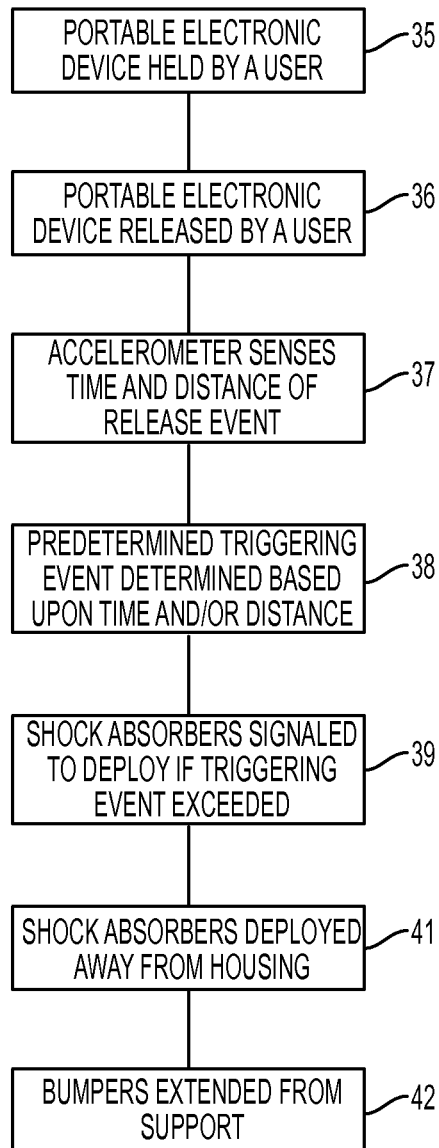 PORTABLE ELECTRONIC
DEVICE HELD BY A USER
35
PORTABLE ELECTRONIC
DEVICE RELEASED BY A USER
36
ACCELEROMETER SENSES
TIME AND DISTANCE OF
RELEASE EVENT
37
PREDETERMINED TRIGGERING
EVENT DETERMINED BASED
UPON TIME AND/OR DISTANCE
38
SHOCK ABSORBERS SIGNALED
TO DEPLOY IF TRIGGERING
EVENT EXCEEDED
39
SHOCK ABSORBERS DEPLOYED
AWAY FROM HOUSING
41
BUMPERS EXTENDED FROM
SUPPORT
42